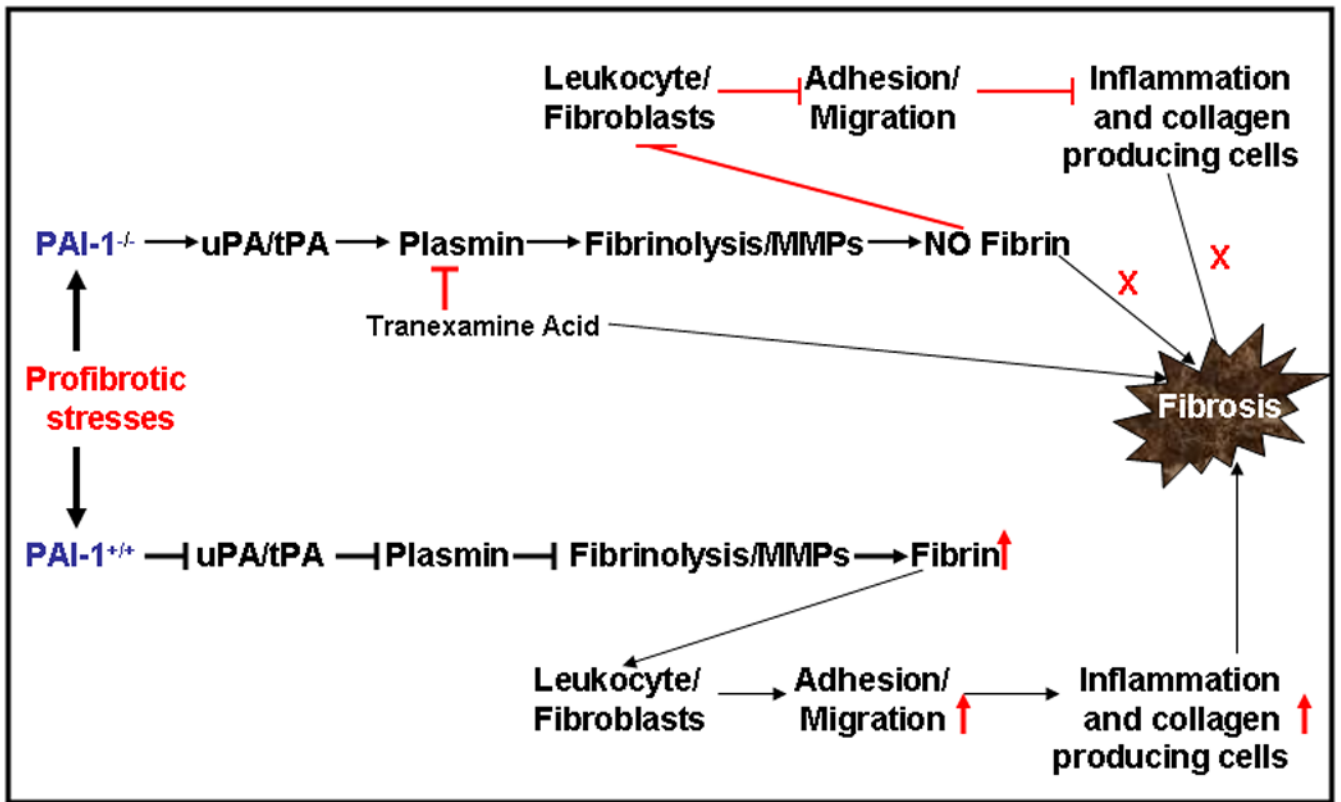 Leukocyte/ Adhesion/ Inflammation
Fibroblasts Migration and collagen
producing cells
PAI-1-/- uPA/tPA Plasmin Fibrinolysis/MMPs NO Fibrin
X X
Tranexamine Acid
Profibrotic
stresses
Fibrosis
PAI-1+/+ uPA/tPA Plasmin Fibrinolysis/MMPs Fibrin
Leukocyte/ Adhesion/ Inflammation
Fibroblasts Migration and collagen
producing cells